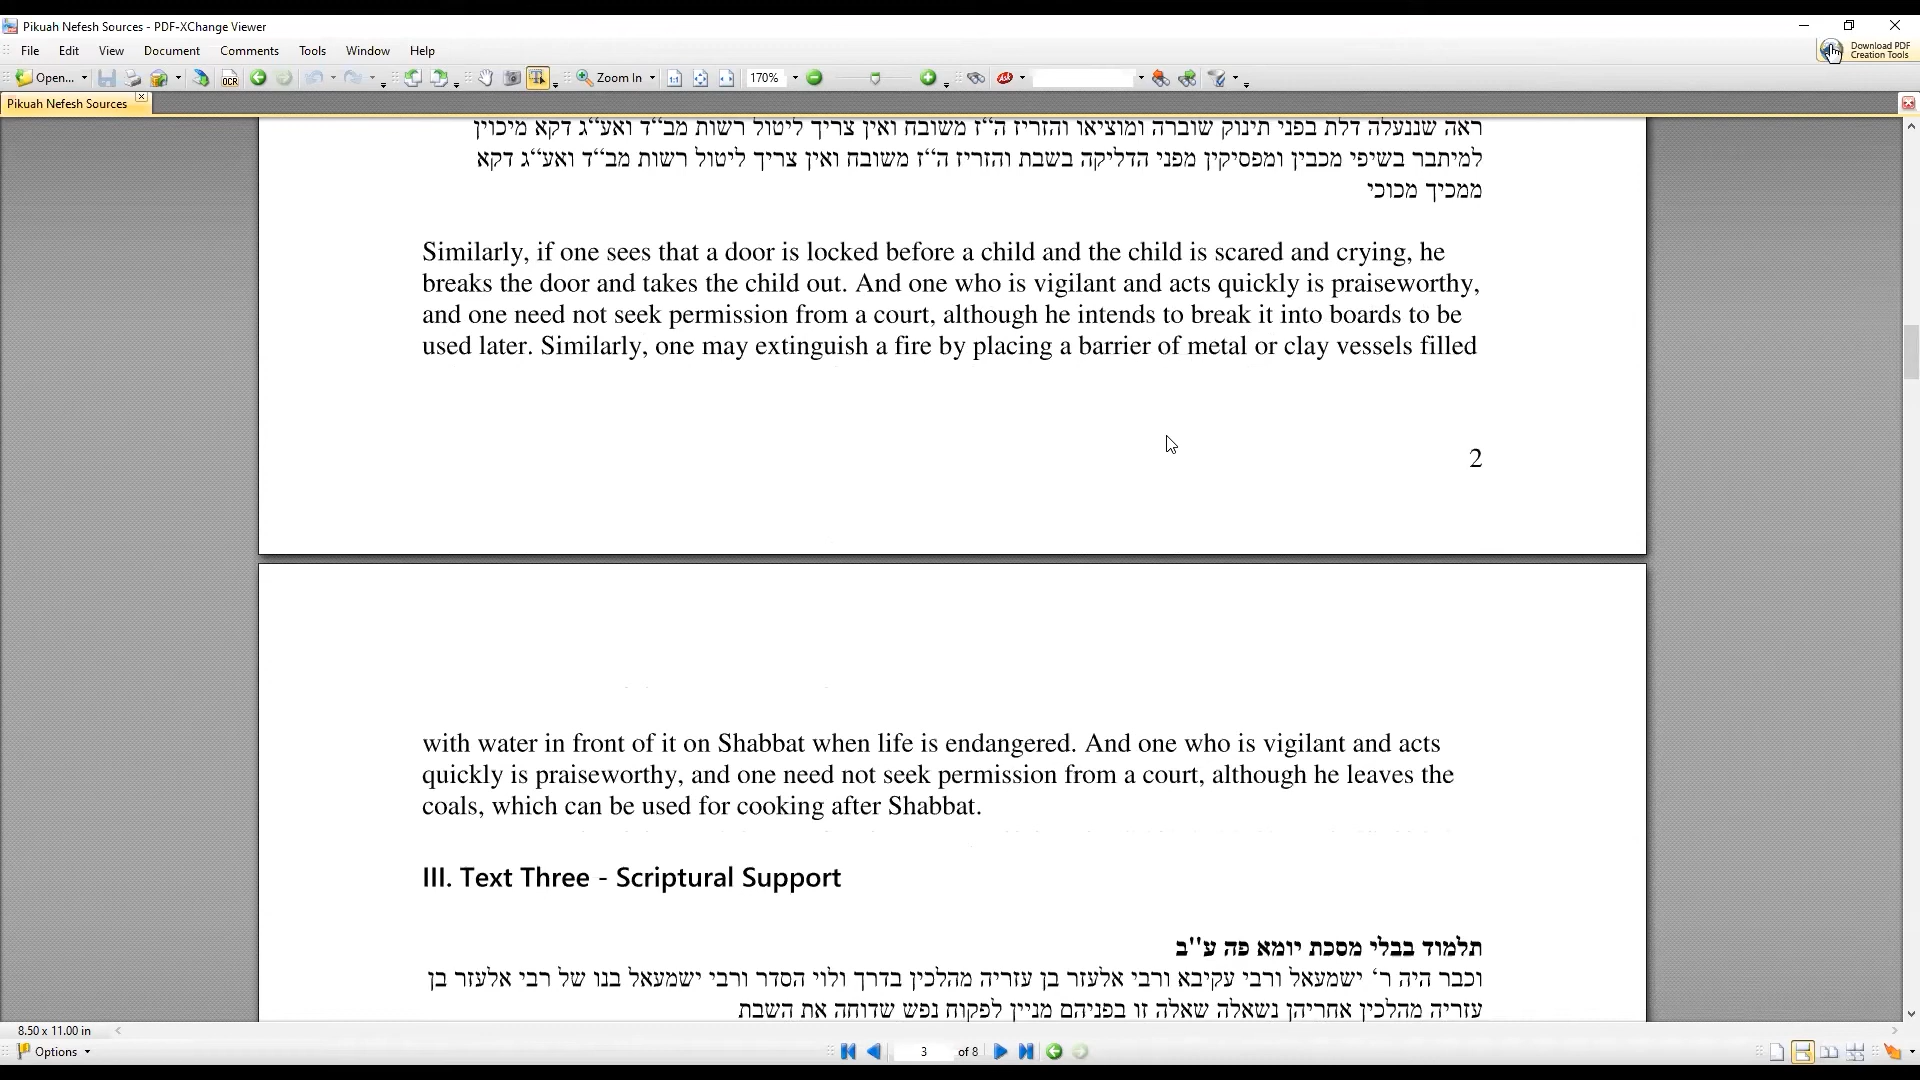 Pikuah Nefesh Sources - PDF-XChange Viewer
File Edit View Document Comments Tools Window Help
Download PDF
Creation Tools
Open... OCR Zoom In 170%
Pikuah Nefesh Sources
ראה שננעלה דלת בפני תינוק שוברה ומוציאו והזריז ה“ז משובח ואין צריך ליטול רשות מב“ד ואע“ג דקא מיכוין
למיתבר בשיפי מכבין ומפסיקין מפני הדליקה בשבת והזריז ה“ז משובח ואין צריך ליטול רשות מב“ד ואע“ג דקא
ממכיך מכוכי
Similarly, if one sees that a door is locked before a child and the child is scared and crying, he
breaks the door and takes the child out. And one who is vigilant and acts quickly is praiseworthy,
and one need not seek permission from a court, although he intends to break it into boards to be
used later. Similarly, one may extinguish a fire by placing a barrier of metal or clay vessels filled
2
with water in front of it on Shabbat when life is endangered. And one who is vigilant and acts
quickly is praiseworthy, and one need not seek permission from a court, although he leaves the
coals, which can be used for cooking after Shabbat.
III. Text Three - Scriptural Support
תלמוד בבלי מסכת יומא פה ע''ב
וכבר היה ר‘ ישמעאל ורבי עקיבא ורבי אלעזר בן עזריה מהלכין בדרך ולוי הסדר ורבי ישמעאל בנו של רבי אלעזר בן
עזריה מהלכין אחריהן נשאלה שאלה זו בפניהם מניין לפקוח נפש שדוחה את השבת
8.50 x 11.00 in
Options 3 of 8